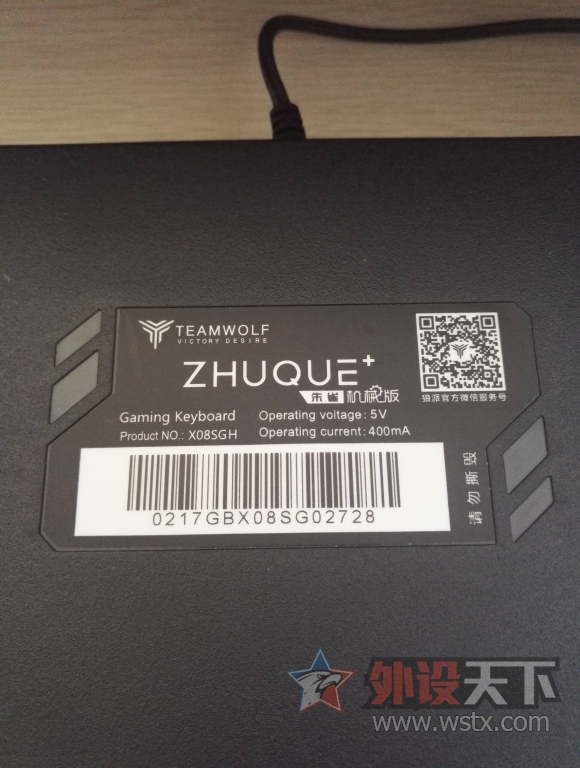 TEAMWOLF
VICTORY DESIRE
ZHUQUE+
朱雀 机械版
狼派官方微信服务号
Gaming Keyboard
Operating voltage: 5V
Product NO.: X08SGH
Operating current: 400mA
0217GBX08SG02728
请勿撕毁
外设天下
www.wstx.com